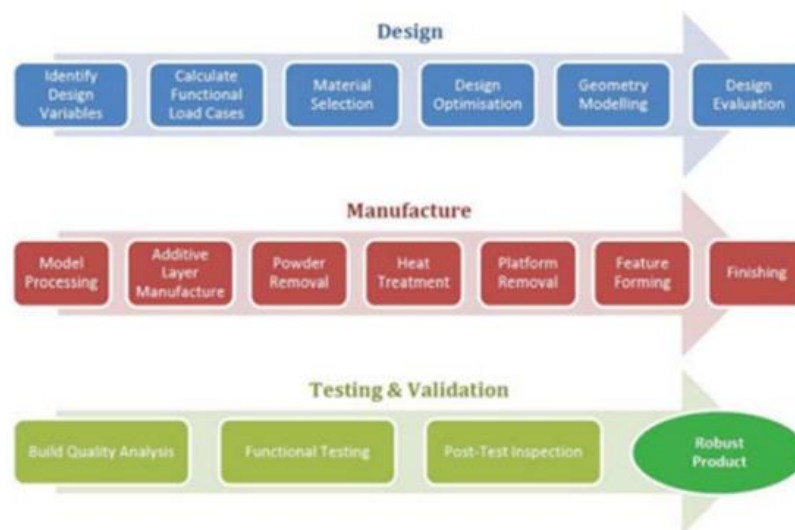 Design
Identify
Design
Variables
Calculate
Functional
Load Cases
Material
Selection
Design
Optimisation
Geometry
Modelling
Design
Evaluation
Manufacture
Model
Processing
Additive
Layer
Manufacture
Powder
Removal
Heat
Treatment
Platform
Removal
Feature
Forming
Finishing
Testing & Validation
Build Quality Analysis
Functional Testing
Post-Test Inspection
Robust
Product